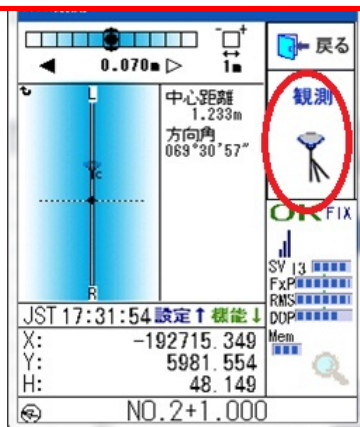 戻る
0.070m
1m
観測
中心距離
1.233m
方向角
069°30'57"
L
C
R
OK FIX
SV 13
FxP
RMS
DOP
Mem
JST 17:31:54 設定↑ 機能↓
X: -192715.349
Y: 5981.554
H: 48.149
NO.2+1.000